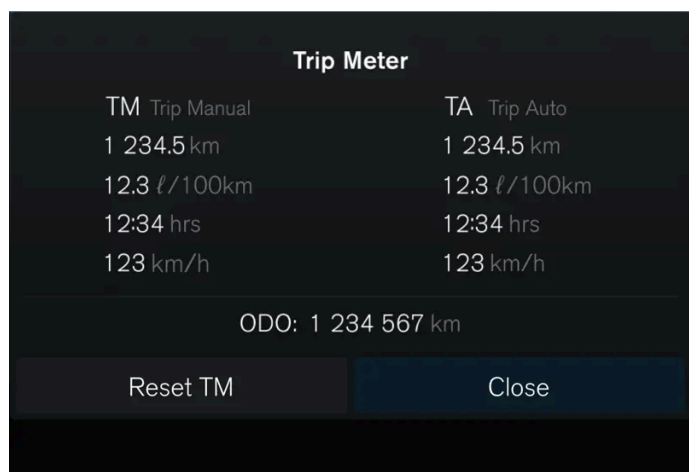 Trip Meter
TM Trip Manual
TA Trip Auto
1 234.5 km
1 234.5 km
12.3 ℓ/100km
12.3 ℓ/100km
12:34 hrs
12:34 hrs
123 km/h
123 km/h
ODO: 1 234 567 km
Reset TM
Close